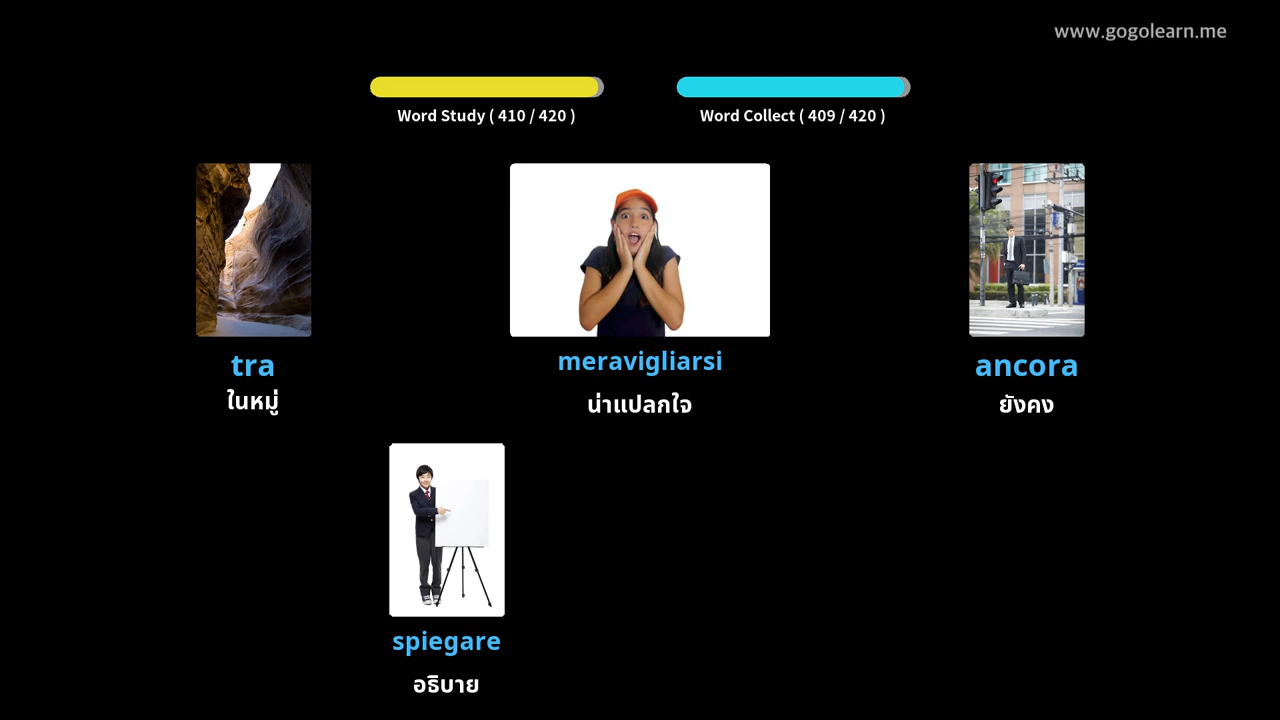 www.gogolearn.me
Word Study ( 410 / 420 )
Word Collect ( 409 / 420 )
tra
ในหมู่
meravigliarsi
น่าแปลกใจ
ancora
ยังคง
spiegare
อธิบาย